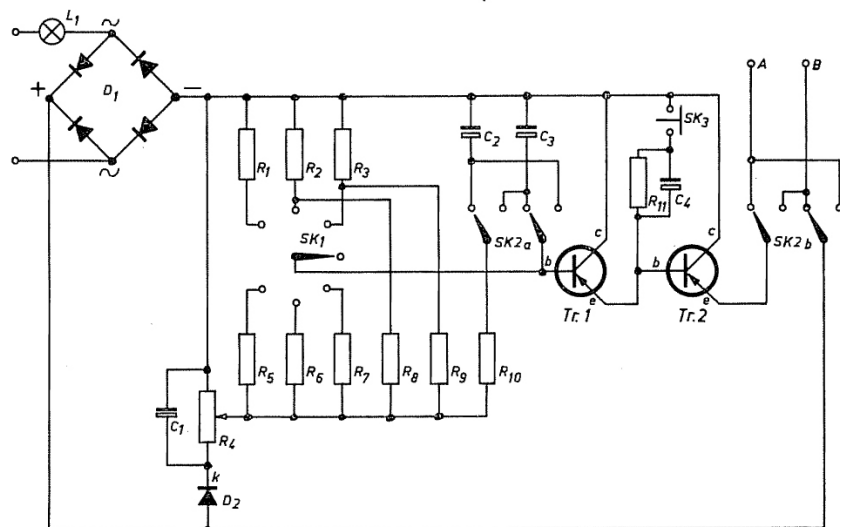 L1
A
B
+
D1
−
~
~
C2
C3
SK3
R1
R2
R3
R11
C4
SK1
SK2a
SK2b
c
c
b
b
e
e
Tr.1
Tr.2
R5
R6
R7
R8
R9
R10
C1
R4
k
D2